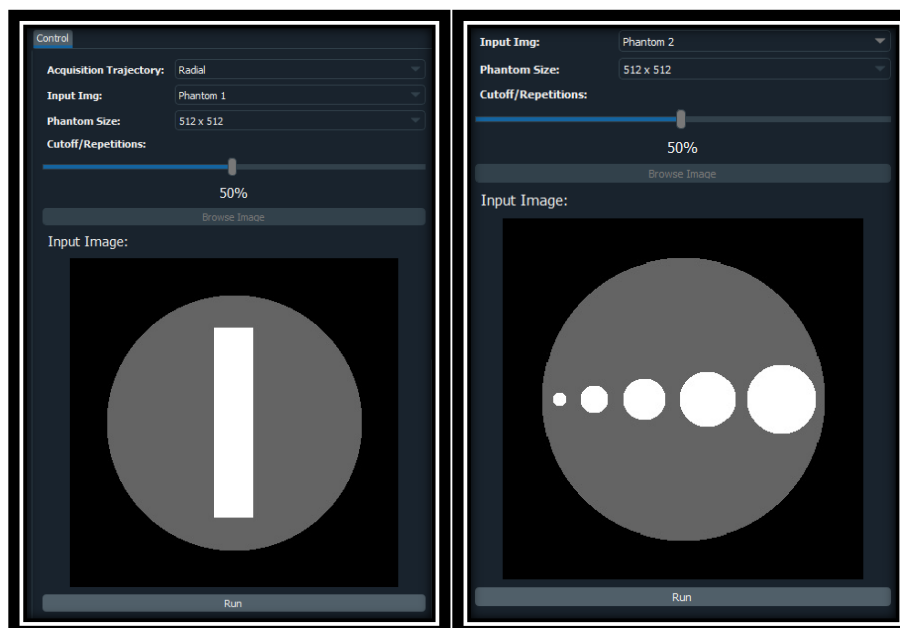 Control
Acquisition Trajectory: Radial
Input Img: Phantom 1
Phantom Size: 512 x 512
Cutoff/Repetitions:
50%
Browse Image
Input Image:
Run
Input Img: Phantom 2
Phantom Size: 512 x 512
Cutoff/Repetitions:
50%
Browse Image
Input Image:
Run